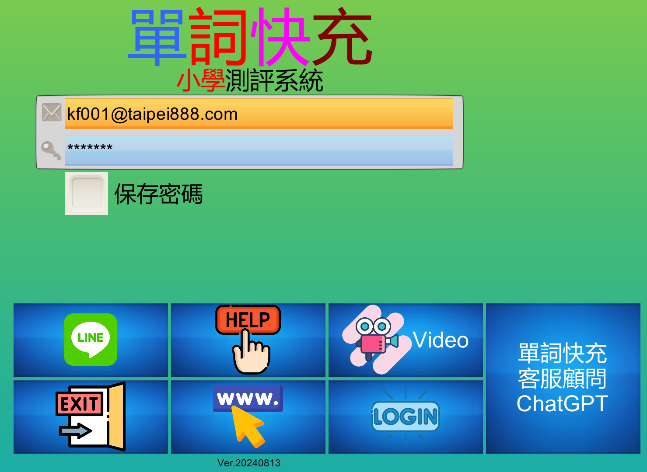 單詞快充
小學測評系統
kf001@taipei888.com
*******
保存密碼
LINE
HELP
Video
單詞快充
客服顧問
ChatGPT
EXIT
www.
LOGIN
Ver.20240813